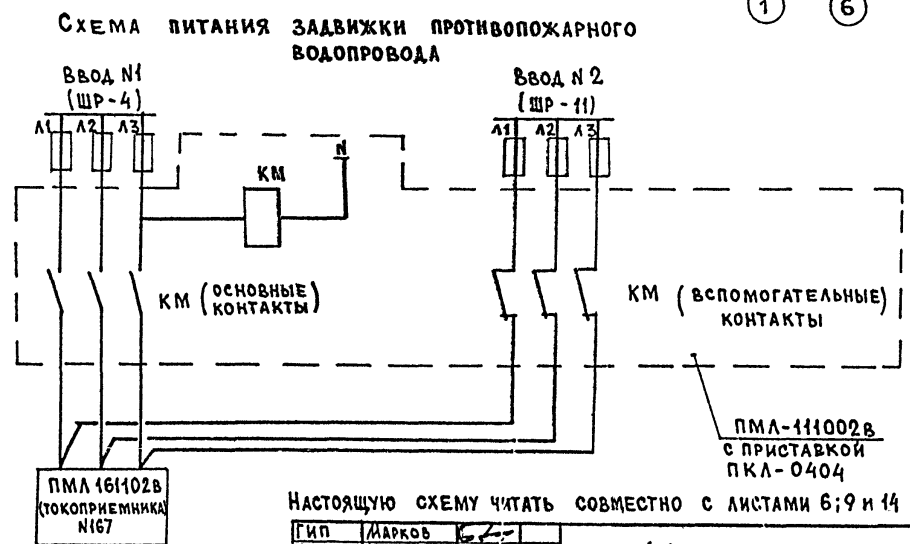 1 6
СХЕМА ПИТАНИЯ ЗАДВИЖКИ ПРОТИВОПОЖАРНОГО
ВОДОПРОВОДА
ВВОД N1
(ШР-4)
Л1 Л2 Л3
ВВОД N2
(ШР-11)
Л1 Л2 Л3
N
КМ
КМ (ОСНОВНЫЕ
КОНТАКТЫ)
КМ (ВСПОМОГАТЕЛЬНЫЕ)
КОНТАКТЫ
ПМЛ-111002В
С ПРИСТАВКОЙ
ПКЛ-0404
ПМЛ 161102В
(ТОКОПРИЕМНИКА)
N167
НАСТОЯЩУЮ СХЕМУ ЧИТАТЬ СОВМЕСТНО С ЛИСТАМИ 6;9 И 14
ГИП МАРКОВ